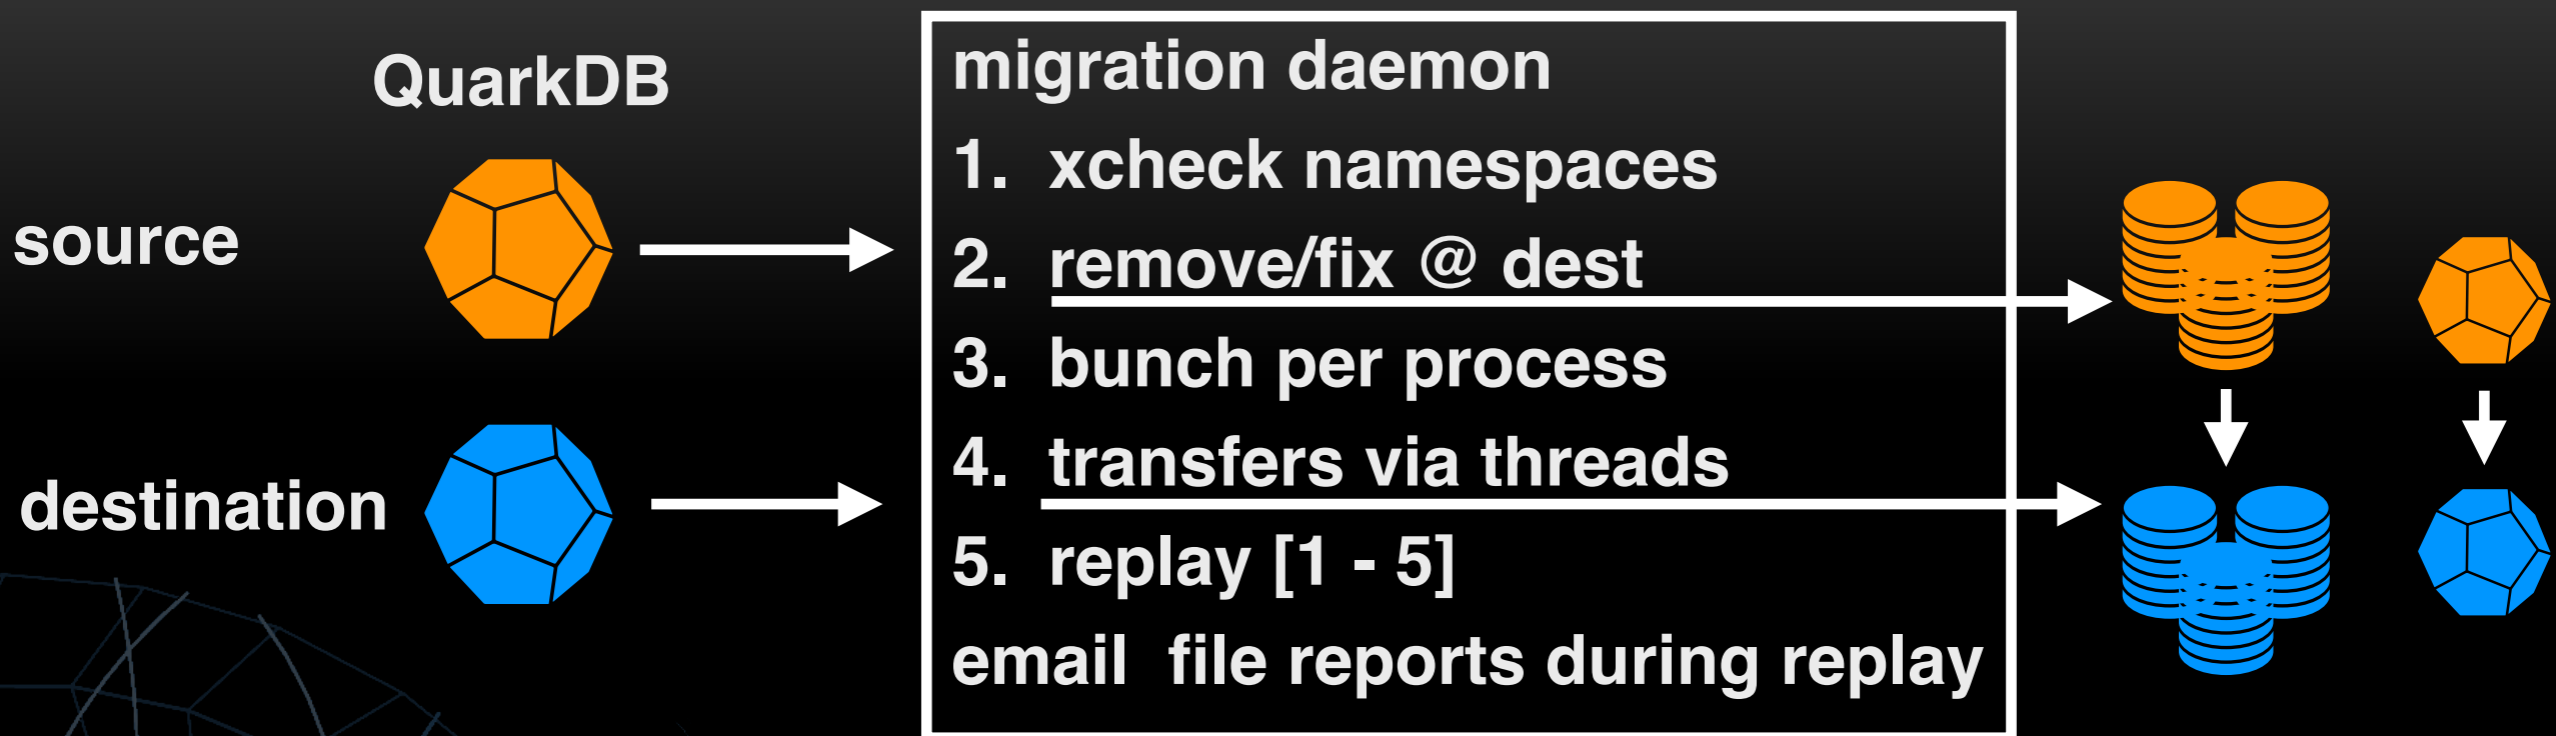 QuarkDB
source
destination
migration daemon
1. xcheck namespaces
2. remove/fix @ dest
3. bunch per process
4. transfers via threads
5. replay [1 - 5]
email file reports during replay